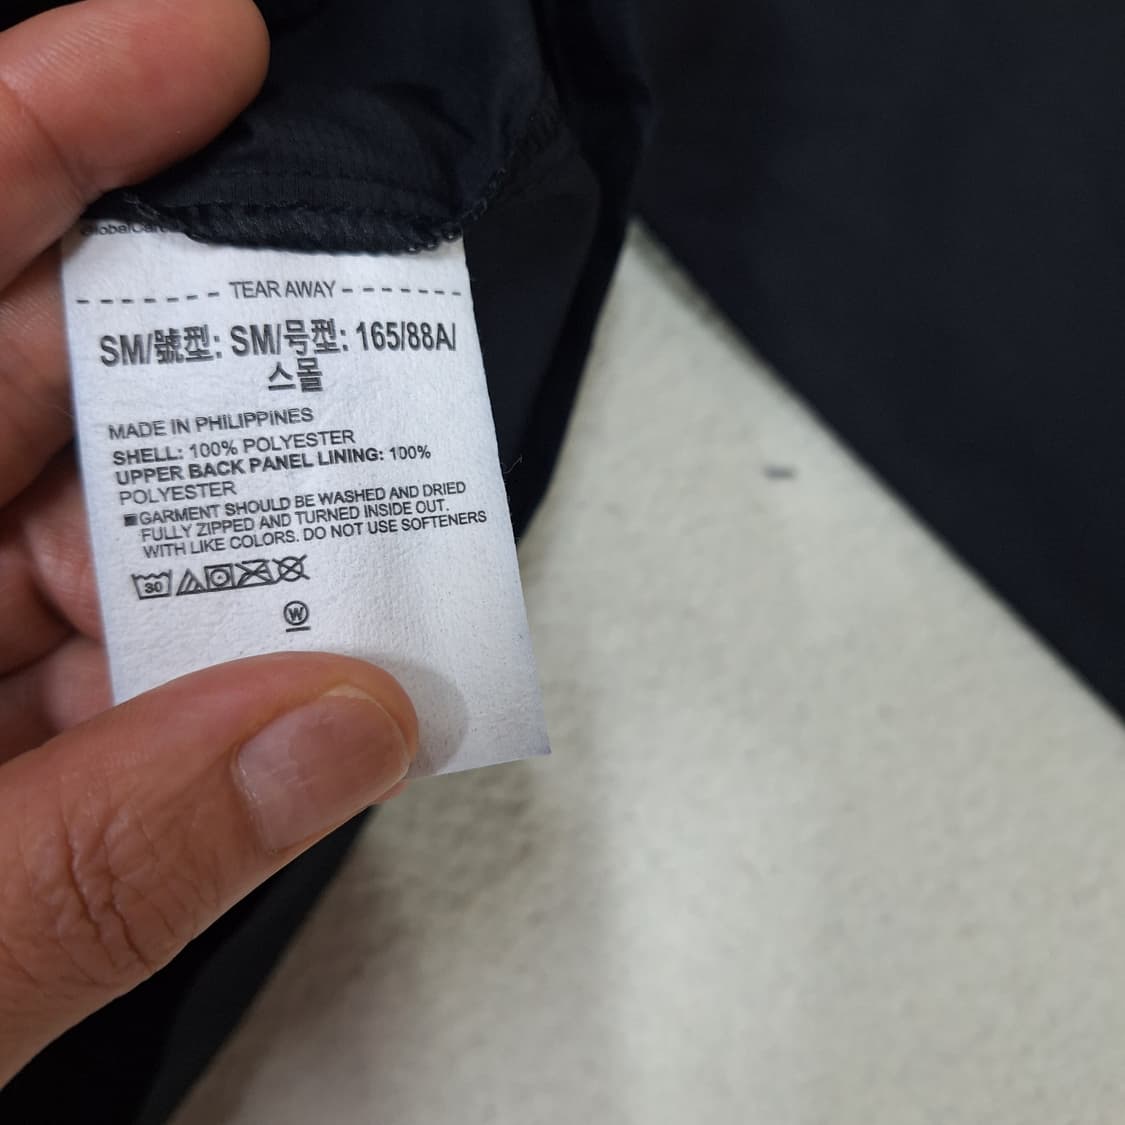 TEAR AWAY
SM/號型: SM/号型: 165/88A/
스몰
MADE IN PHILIPPINES
SHELL: 100% POLYESTER
UPPER BACK PANEL LINING: 100%
POLYESTER
GARMENT SHOULD BE WASHED AND DRIED
FULLY ZIPPED AND TURNED INSIDE OUT.
WITH LIKE COLORS. DO NOT USE SOFTENERS
30
W